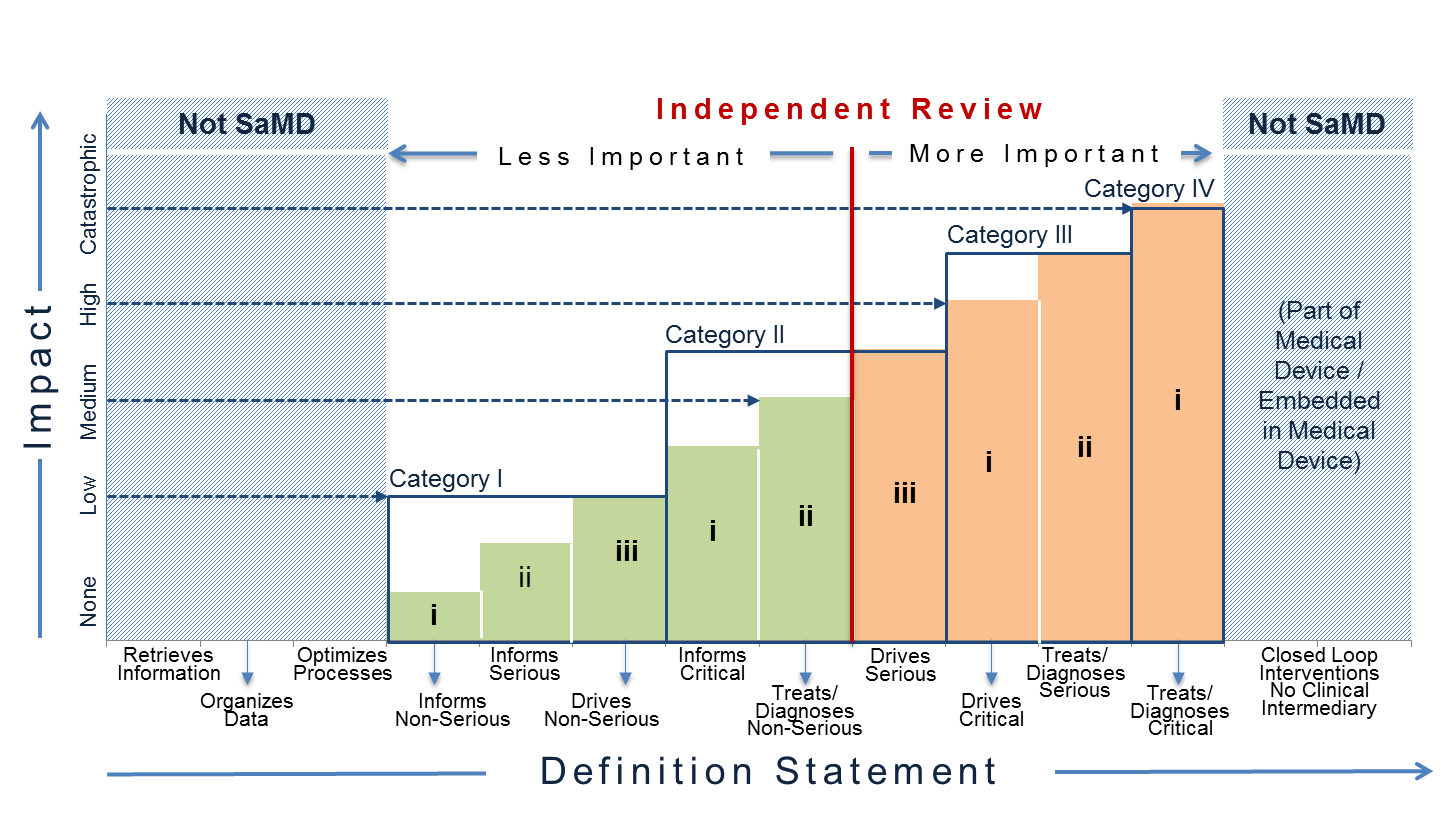 Independent Review
Not SaMD
Less Important
More Important
Not SaMD
Category IV
Category III
Category II
Category I
Impact
Catastrophic
High
Medium
Low
None
i
ii
iii
i
ii
iii
i
ii
i
(Part of
Medical
Device /
Embedded
in Medical
Device)
Retrieves
Information
Organizes
Data
Optimizes
Processes
Informs
Non-Serious
Informs
Serious
Drives
Non-Serious
Informs
Critical
Treats/
Diagnoses
Non-Serious
Drives
Serious
Drives
Critical
Treats/
Diagnoses
Serious
Treats/
Diagnoses
Critical
Closed Loop
Interventions
No Clinical
Intermediary
Definition Statement